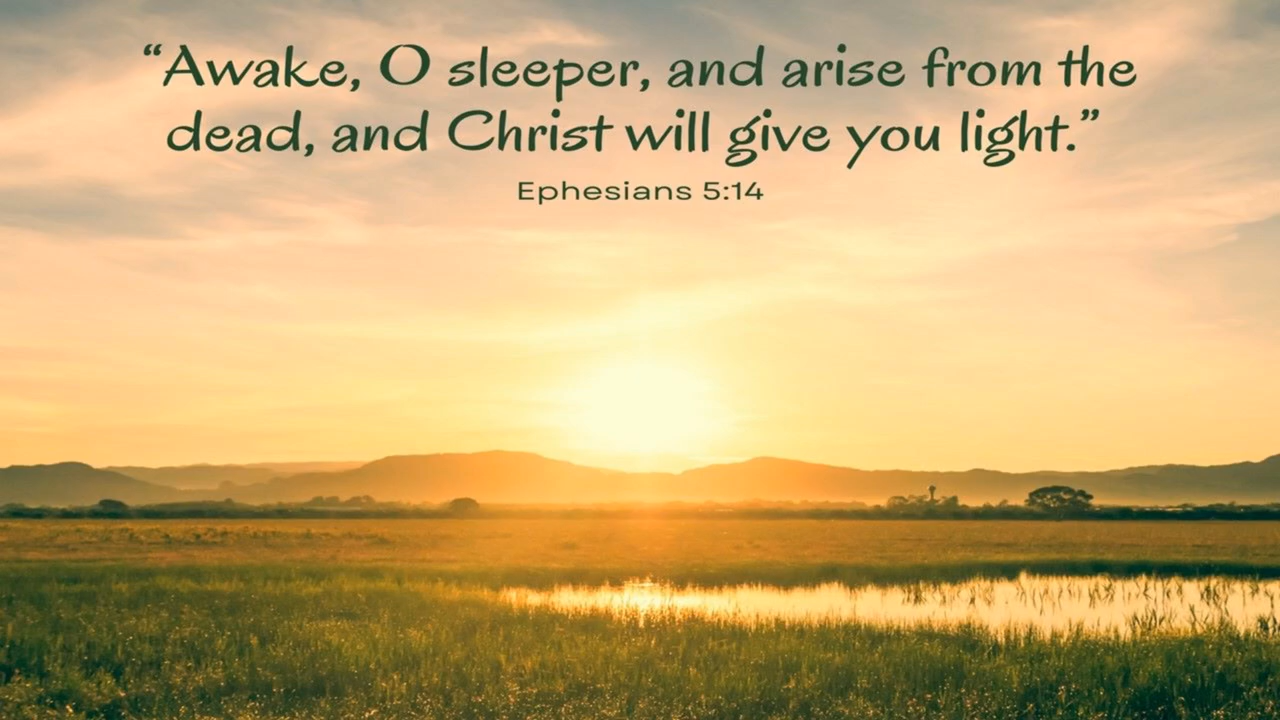 “Awake, O sleeper, and arise from the
dead, and Christ will give you light.”
Ephesians 5:14